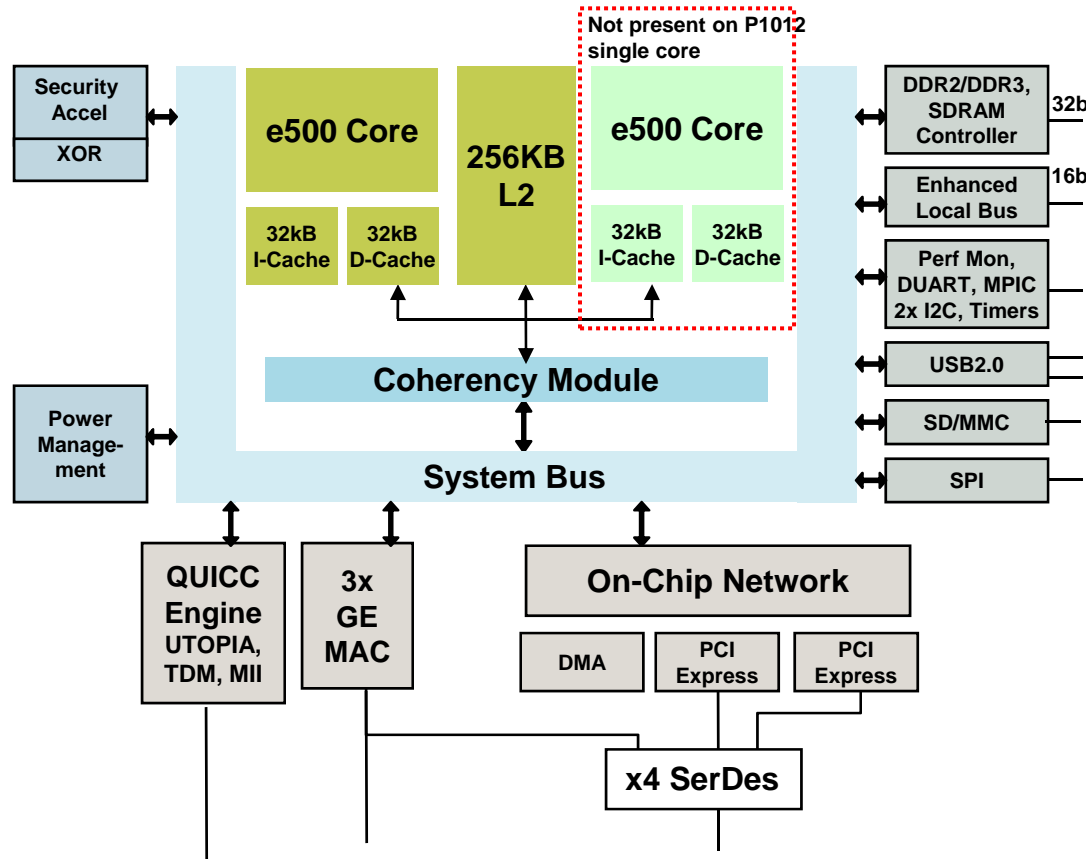 Not present on P1012
single core
Security
Accel
XOR
e500 Core
256KB
L2
e500 Core
32kB
I-Cache
32kB
D-Cache
32kB
I-Cache
32kB
D-Cache
DDR2/DDR3,
SDRAM
Controller
32b
Enhanced
Local Bus
16b
Perf Mon,
DUART, MPIC
2x I2C, Timers
Coherency Module
USB2.0
Power
Manage-
ment
SD/MMC
System Bus
SPI
QUICC
Engine
UTOPIA,
TDM, MII
3x
GE
MAC
On-Chip Network
DMA
PCI
Express
PCI
Express
x4 SerDes